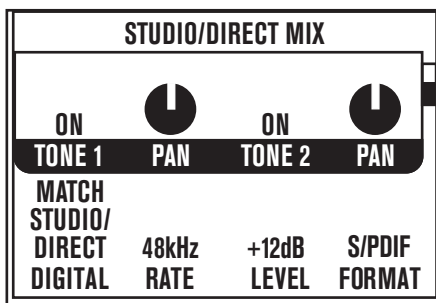 STUDIO/DIRECT MIX
ON ON
TONE 1 PAN TONE 2 PAN
MATCH
STUDIO/
DIRECT 48kHz +12dB S/PDIF
DIGITAL RATE LEVEL FORMAT